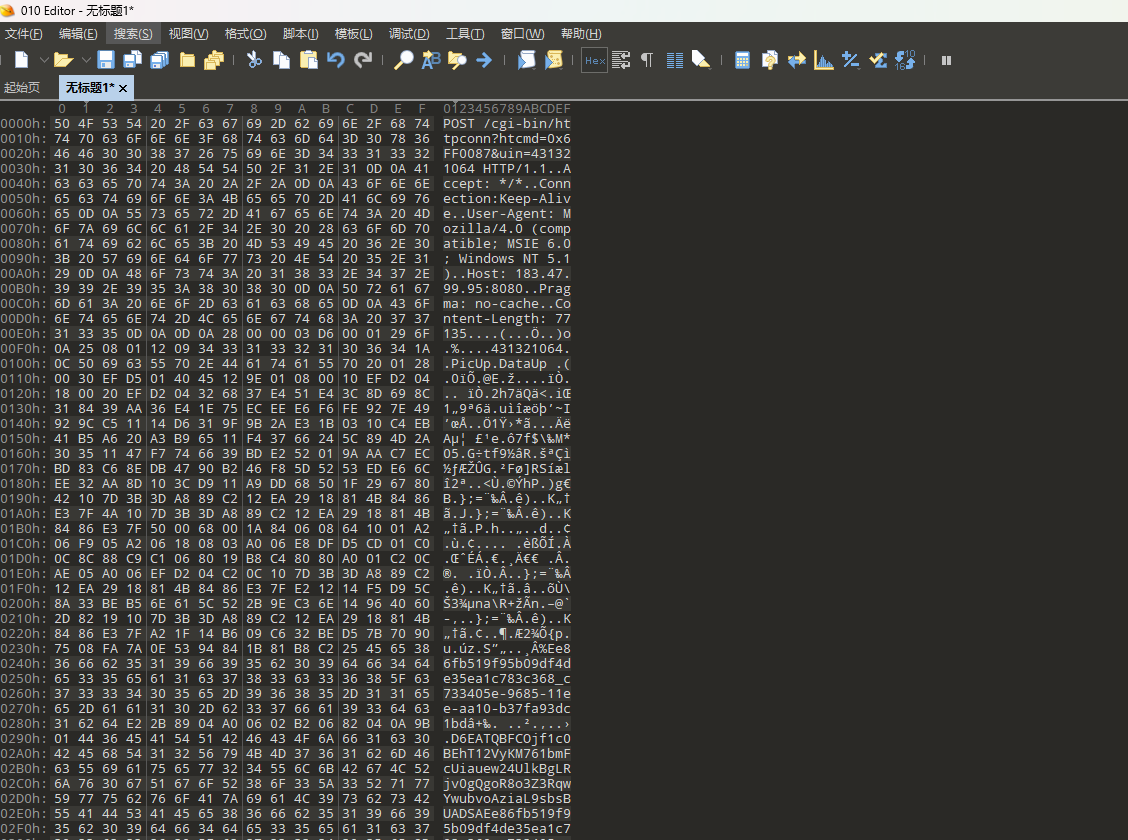 010 Editor - 无标题1*
文件(F) 编辑(E) 搜索(S) 视图(V) 格式(O) 脚本(I) 模板(L) 调试(D) 工具(T) 窗口(W) 帮助(H)
Hex
起始页 无标题1*
0 1 2 3 4 5 6 7 8 9 A B C D E F 0123456789ABCDEF
0000h: 50 4F 53 54 20 2F 63 67 69 2D 62 69 6E 2F 68 74 POST /cgi-bin/ht
0010h: 74 70 63 6F 6E 6E 3F 68 74 63 6D 64 3D 30 78 36 tpconn?htcmd=0x6
0020h: 46 46 30 30 38 37 26 75 69 6E 3D 34 33 31 33 32 FF0087&uin=43132
0030h: 31 30 36 34 20 48 54 54 50 2F 31 2E 31 0D 0A 41 1064 HTTP/1.1..A
0040h: 63 63 65 70 74 3A 20 2A 2F 2A 0D 0A 43 6F 6E 6E ccept: */*..Conn
0050h: 65 63 74 69 6F 6E 3A 4B 65 65 70 2D 41 6C 69 76 ection:Keep-Aliv
0060h: 65 0D 0A 55 73 65 72 2D 41 67 65 6E 74 3A 20 4D e..User-Agent: M
0070h: 6F 7A 69 6C 6C 61 2F 34 2E 30 20 28 63 6F 6D 70 ozilla/4.0 (comp
0080h: 61 74 69 62 6C 65 3B 20 4D 53 49 45 20 36 2E 30 atible; MSIE 6.0
0090h: 3B 20 57 69 6E 64 6F 77 73 20 4E 54 20 35 2E 31 ; Windows NT 5.1
00A0h: 29 0D 0A 48 6F 73 74 3A 20 31 38 33 2E 34 37 2E )..Host: 183.47.
00B0h: 39 39 2E 39 35 3A 38 30 38 30 0D 0A 50 72 61 67 99.95:8080..Prag
00C0h: 6D 61 3A 20 6E 6F 2D 63 61 63 68 65 0D 0A 43 6F ma: no-cache..Co
00D0h: 6E 74 65 6E 74 2D 4C 65 6E 67 74 68 3A 20 37 37 ntent-Length: 77
00E0h: 31 33 35 0D 0A 0D 0A 28 00 00 03 D6 00 01 29 6F 135....(...Ö..)o
00F0h: 0A 25 08 01 12 09 34 33 31 33 32 31 30 36 34 1A .%....431321064.
0100h: 0C 50 69 63 55 70 2E 44 61 74 61 55 70 20 01 28 .PicUp.DataUp .(
0110h: 00 30 EF D5 01 40 45 12 9E 01 08 00 10 EF D2 04 .0ïÕ.@E.ž....ïÒ.
0120h: 18 00 20 EF D2 04 32 68 37 E4 51 E4 3C 8D 69 8C .. ïÒ.2h7äQä<.iŒ
0130h: 31 84 39 AA 36 E4 1E 75 EC EE E6 F6 FE 92 7E 49 1„9ª6ä.uìîæöþ’~I
0140h: 92 9C C5 11 14 D6 31 9F 9B 2A E3 1B 03 10 C4 EB ’œÅ..Ö1Ÿ›*ã...Äë
0150h: 41 B5 A6 20 A3 B9 65 11 F4 37 66 24 5C 89 4D 2A Aµ¦ £¹e.ô7f$\‰M*
0160h: 30 35 11 47 F7 74 66 39 BD E2 52 01 9A AA C7 EC 05.G÷tf9½âR.šªÇì
0170h: BD 83 C6 8E DB 47 90 B2 46 F8 5D 52 53 ED E6 6C ½ƒÆŽÛG.²Fø]RSíæl
0180h: EE 32 AA 8D 10 3C D9 11 A9 DD 68 50 1F 29 67 80 î2ª..<Ù.©ÝhP.)g€
0190h: 42 10 7D 3B 3D A8 89 C2 12 EA 29 18 81 4B 84 86 B.};=¨‰Â.ê)..K„†
01A0h: E3 7F 4A 10 7D 3B 3D A8 89 C2 12 EA 29 18 81 4B ã.J.};=¨‰Â.ê)..K
01B0h: 84 86 E3 7F 50 00 68 00 1A 84 06 08 64 10 01 A2 „†ã.P.h..„..d..¢
01C0h: 06 F9 05 A2 06 18 08 03 A0 06 E8 DF D5 CD 01 C0 .ù.¢.... .èßÕÍ.À
01D0h: 0C 8C 88 C9 C1 06 80 19 B8 C4 80 80 A0 01 C2 0C .ŒˆÉÁ.€.¸Ä€€ .Â.
01E0h: AE 05 A0 06 EF D2 04 C2 0C 10 7D 3B 3D A8 89 C2 ®. .ïÒ.Â..};=¨‰Â
01F0h: 12 EA 29 18 81 4B 84 86 E3 7F E2 12 14 F5 D9 5C .ê)..K„†ã.â..õÙ\
0200h: 8A 33 BE B5 6E 61 5C 52 2B 9E C3 6E 14 96 40 60 Š3¾µna\R+žÃn.–@`
0210h: 2D 82 19 10 7D 3B 3D A8 89 C2 12 EA 29 18 81 4B -‚..};=¨‰Â.ê)..K
0220h: 84 86 E3 7F A2 1F 14 B6 09 C6 32 BE D5 7B 70 90 „†ã.¢..¶.Æ2¾Õ{p.
0230h: 75 08 FA 7A 0E 53 94 84 1B 81 B8 C2 25 45 65 38 u.úz.S”„..¸Â%Ee8
0240h: 36 66 62 35 31 39 66 39 35 62 30 39 64 66 34 64 6fb519f95b09df4d
0250h: 65 33 35 65 61 31 63 37 38 33 63 33 36 38 5F 63 e35ea1c783c368_c
0260h: 37 33 33 34 30 35 65 2D 39 36 38 35 2D 31 31 65 733405e-9685-11e
0270h: 65 2D 61 61 31 30 2D 62 33 37 66 61 39 33 64 63 e-aa10-b37fa93dc
0280h: 31 62 64 E2 2B 89 04 A0 06 02 B2 06 82 04 0A 9B 1bdâ+‰. ..².‚..›
0290h: 01 44 36 45 41 54 51 42 46 43 4F 6A 66 31 63 30 .D6EATQBFCOjf1c0
02A0h: 42 45 68 54 31 32 56 79 4B 4D 37 36 31 62 6D 46 BEhT12VyKM761bmF
02B0h: 63 55 69 61 75 65 77 32 34 55 6C 6B 42 67 4C 52 cUiauew24UlkBgLR
02C0h: 6A 76 30 67 51 67 6F 52 38 6F 33 5A 33 52 71 77 jv0gQgoR8o3Z3Rqw
02D0h: 59 77 75 62 76 6F 41 7A 69 61 4C 39 73 62 73 42 YwubvoAziaL9sbsB
02E0h: 55 41 44 53 41 45 65 38 36 66 62 35 31 39 66 39 UADSAEe86fb519f9
02F0h: 35 62 30 39 64 66 34 64 65 33 35 65 61 31 63 37 5b09df4de35ea1c7